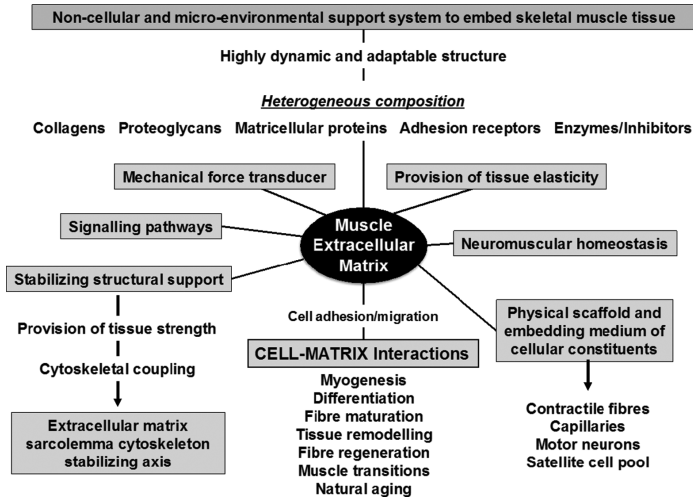 Non-cellular and micro-environmental support system to embed skeletal muscle tissue
Highly dynamic and adaptable structure
Heterogeneous composition
Collagens Proteoglycans Matricellular proteins Adhesion receptors Enzymes/Inhibitors
Mechanical force transducer
Provision of tissue elasticity
Signalling pathways
Muscle
Extracellular
Matrix
Neuromuscular homeostasis
Stabilizing structural support
Provision of tissue strength
Cytoskeletal coupling
Extracellular matrix
sarcolemma cytoskeleton
stabilizing axis
Cell adhesion/migration
CELL-MATRIX Interactions
Myogenesis
Differentiation
Fibre maturation
Tissue remodelling
Fibre regeneration
Muscle transitions
Natural aging
Physical scaffold and
embedding medium of
cellular constituents
Contractile fibres
Capillaries
Motor neurons
Satellite cell pool